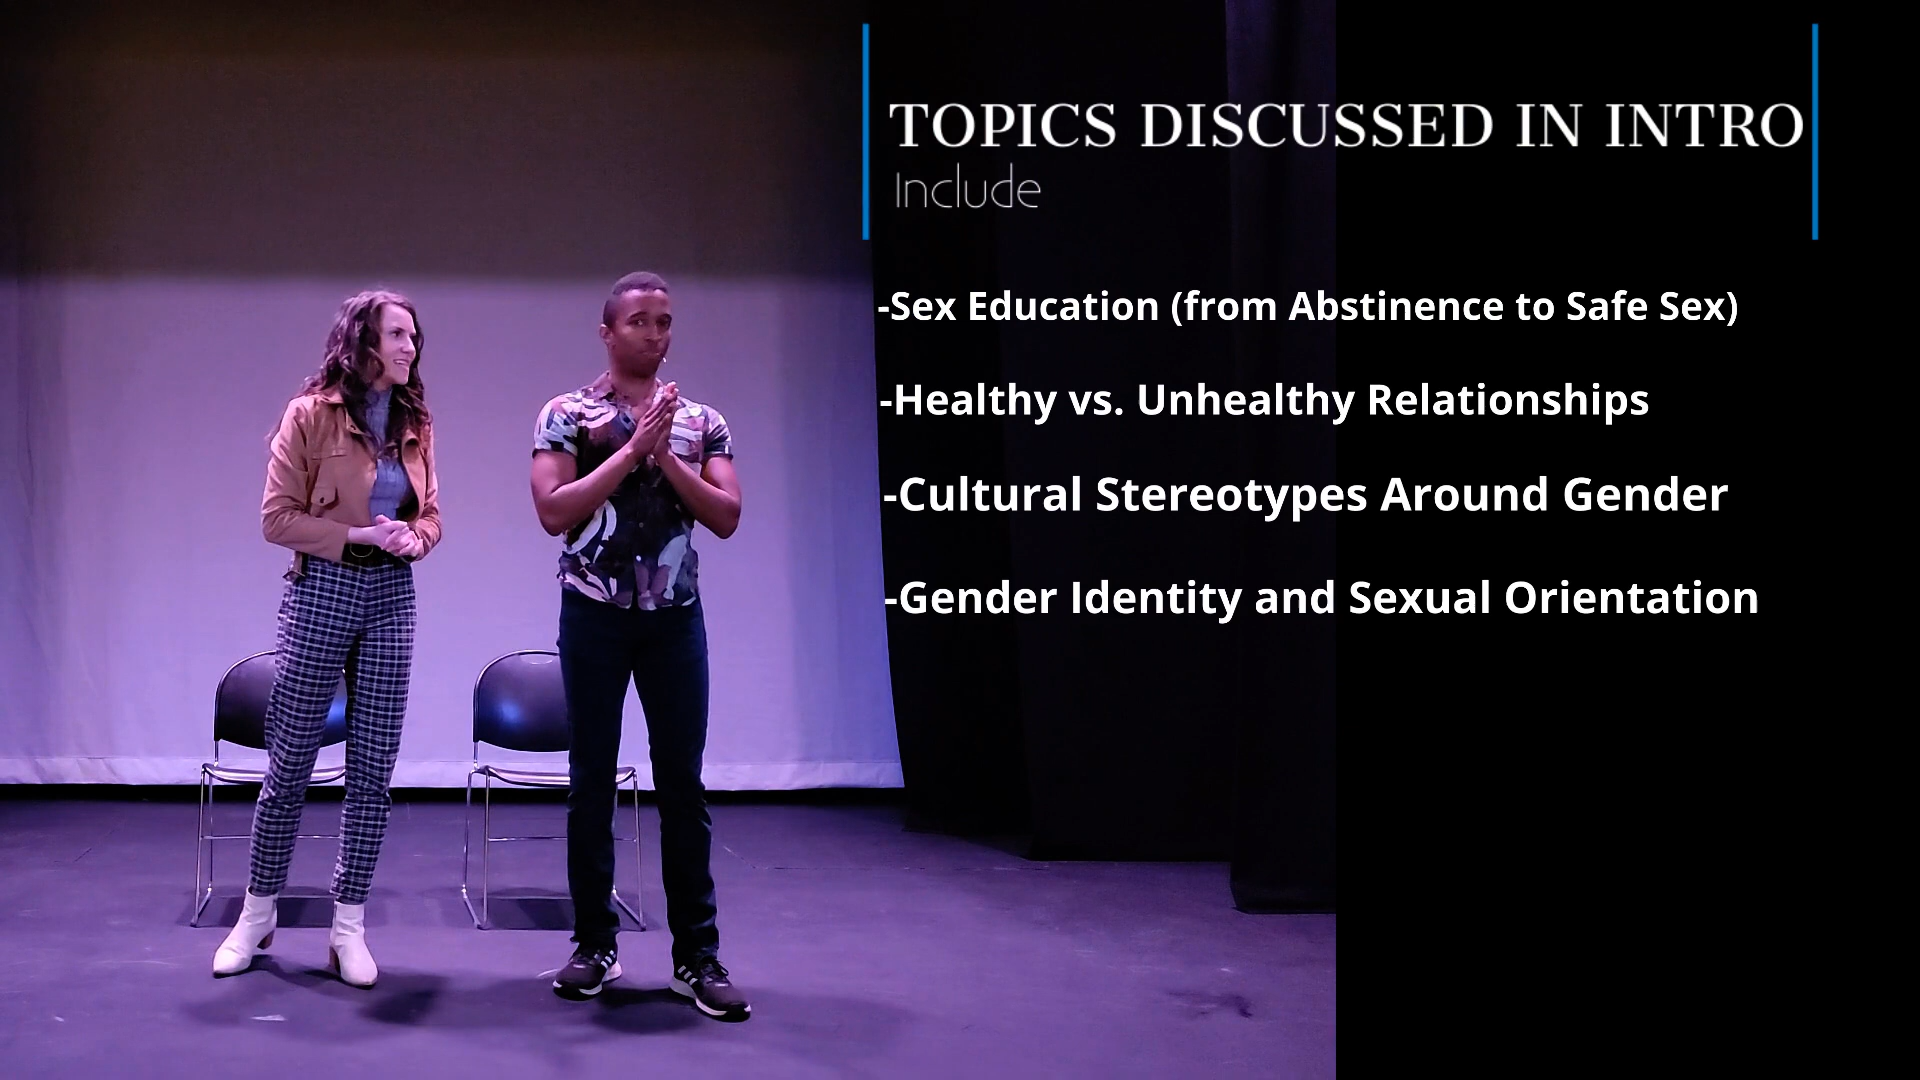 TOPICS DISCUSSED IN INTRO
Include
-Sex Education (from Abstinence to Safe Sex)
-Healthy vs. Unhealthy Relationships
-Cultural Stereotypes Around Gender
-Gender Identity and Sexual Orientation